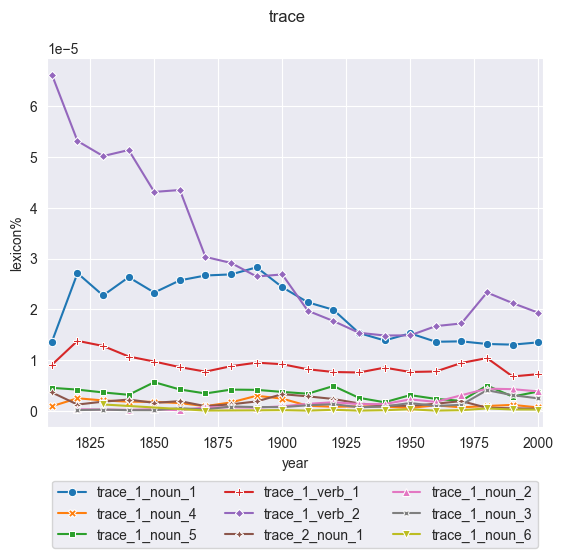 trace
1e−5
6
5
4
3
2
1
0
lexicon%
1825 1850 1875 1900 1925 1950 1975 2000
year
trace_1_noun_1 trace_1_verb_1 trace_1_noun_2
trace_1_noun_4 trace_1_verb_2 trace_1_noun_3
trace_1_noun_5 trace_2_noun_1 trace_1_noun_6